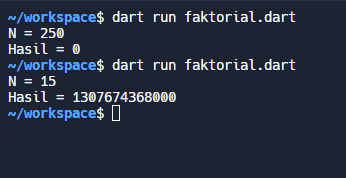 ~/workspace$ dart run faktorial.dart
N = 250
Hasil = 0
~/workspace$ dart run faktorial.dart
N = 15
Hasil = 1307674368000
~/workspace$